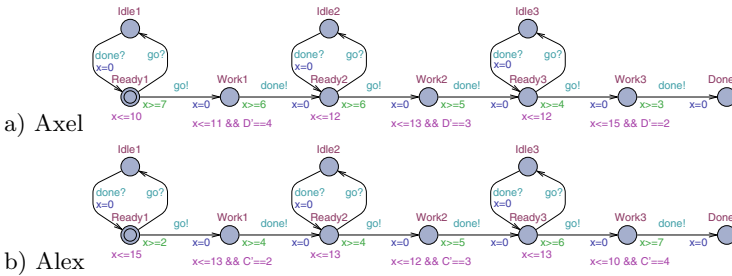 Idle1 Idle2 Idle3
done? go? done? go? done? go?
x=0 x=0 x=0
Ready1 go! Work1 done! Ready2 go! Work2 done! Ready3 go! Work3 done! Done
x>=7 x=0 x>=6 x=0 x>=6 x=0 x>=5 x=0 x>=4 x=0 x>=3 x=0
x<=10 x<=11 && D'==4 x<=12 x<=13 && D'==3 x<=12 x<=15 && D'==2
a) Axel
Idle1 Idle2 Idle3
done? go? done? go? done? go?
x=0 x=0 x=0
Ready1 go! Work1 done! Ready2 go! Work2 done! Ready3 go! Work3 done! Done
x>=2 x=0 x>=4 x=0 x>=4 x=0 x>=5 x=0 x>=6 x=0 x>=7 x=0
x<=15 x<=13 && C'==2 x<=13 x<=12 && C'==3 x<=13 x<=10 && C'==4
b) Alex